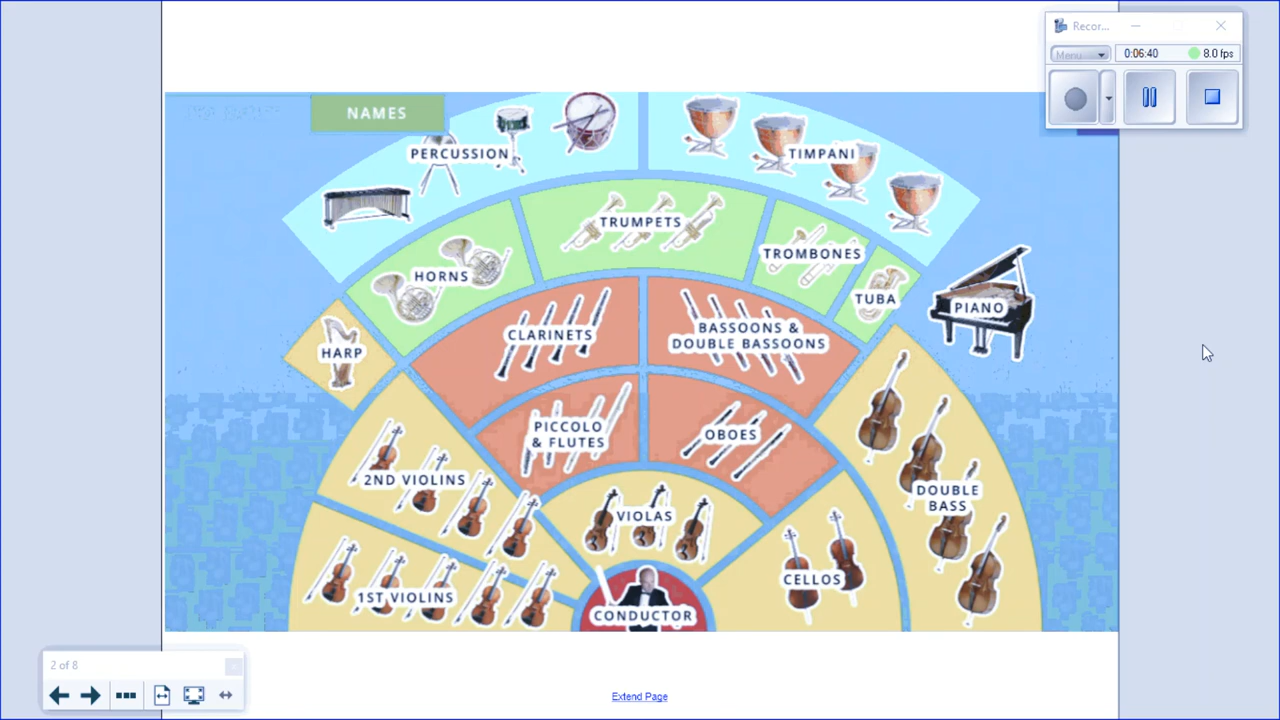 Recor...
Menu
0:06:40
8.0 fps
NAMES
PERCUSSION
TIMPANI
TRUMPETS
TROMBONES
HORNS
TUBA
PIANO
CLARINETS
BASSOONS &
DOUBLE BASSOONS
HARP
PICCOLO
& FLUTES
OBOES
2ND VIOLINS
VIOLAS
DOUBLE
BASS
CELLOS
1ST VIOLINS
CONDUCTOR
2 of 8
Extend Page